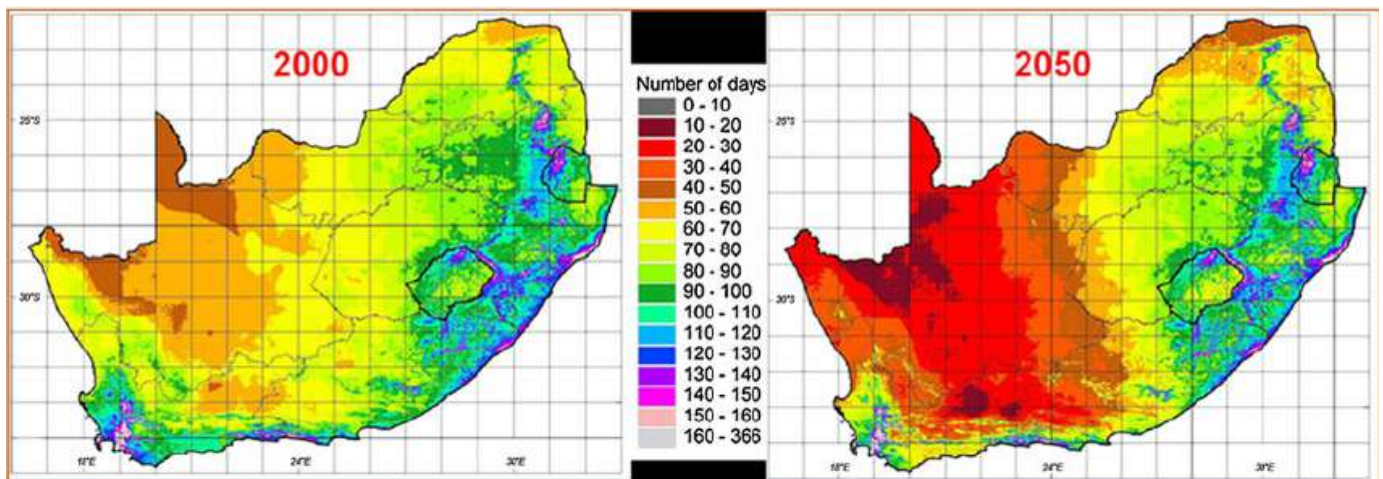 2000
25°S
30°S
18°E
24°E
30°E
Number of days
0 - 10
10 - 20
20 - 30
30 - 40
40 - 50
50 - 60
60 - 70
70 - 80
80 - 90
90 - 100
100 - 110
110 - 120
120 - 130
130 - 140
140 - 150
150 - 160
160 - 366
2050
25°S
30°S
18°E
24°E
30°E